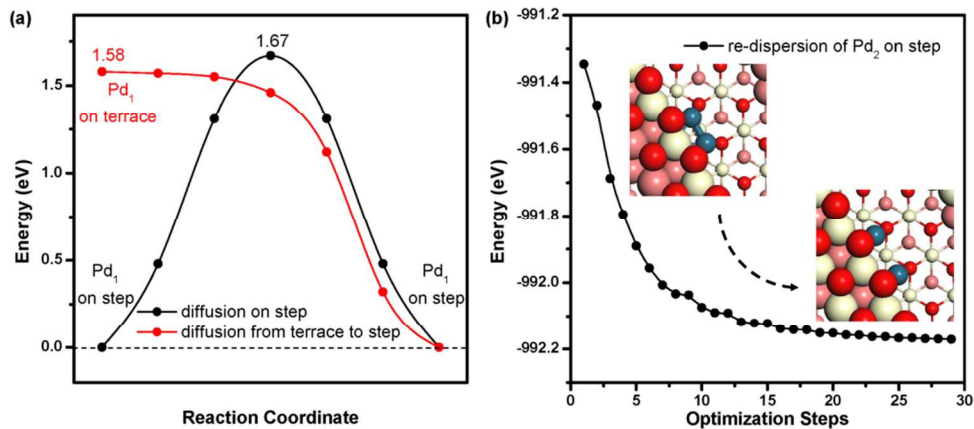 (a)
1.67
1.58
Pd1
on terrace
Pd1
on step
Pd1
on step
diffusion on step
diffusion from terrace to step
1.5
1.0
0.5
0.0
Energy (eV)
Reaction Coordinate
(b)
re-dispersion of Pd2 on step
-991.2
-991.4
-991.6
-991.8
-992.0
-992.2
Energy (eV)
0 5 10 15 20 25 30
Optimization Steps